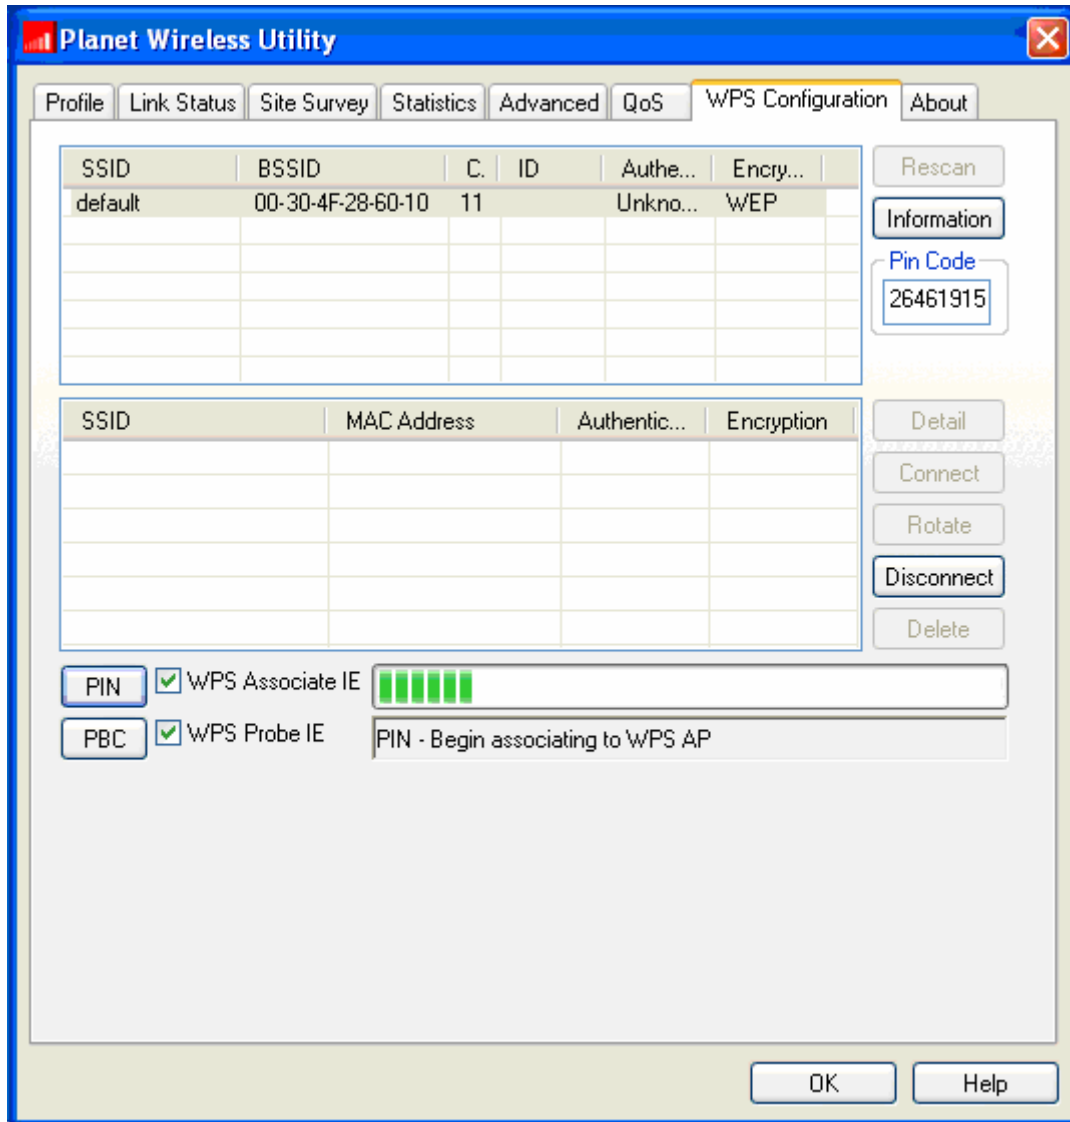 Planet Wireless Utility
Profile Link Status Site Survey Statistics Advanced QoS WPS Configuration About
SSID BSSID C. ID Authe... Encry...
default 00-30-4F-28-60-10 11 Unkno... WEP
Rescan
Information
Pin Code
26461915
SSID MAC Address Authentic... Encryption
Detail
Connect
Rotate
Disconnect
Delete
PIN WPS Associate IE
PBC WPS Probe IE PIN - Begin associating to WPS AP
OK Help